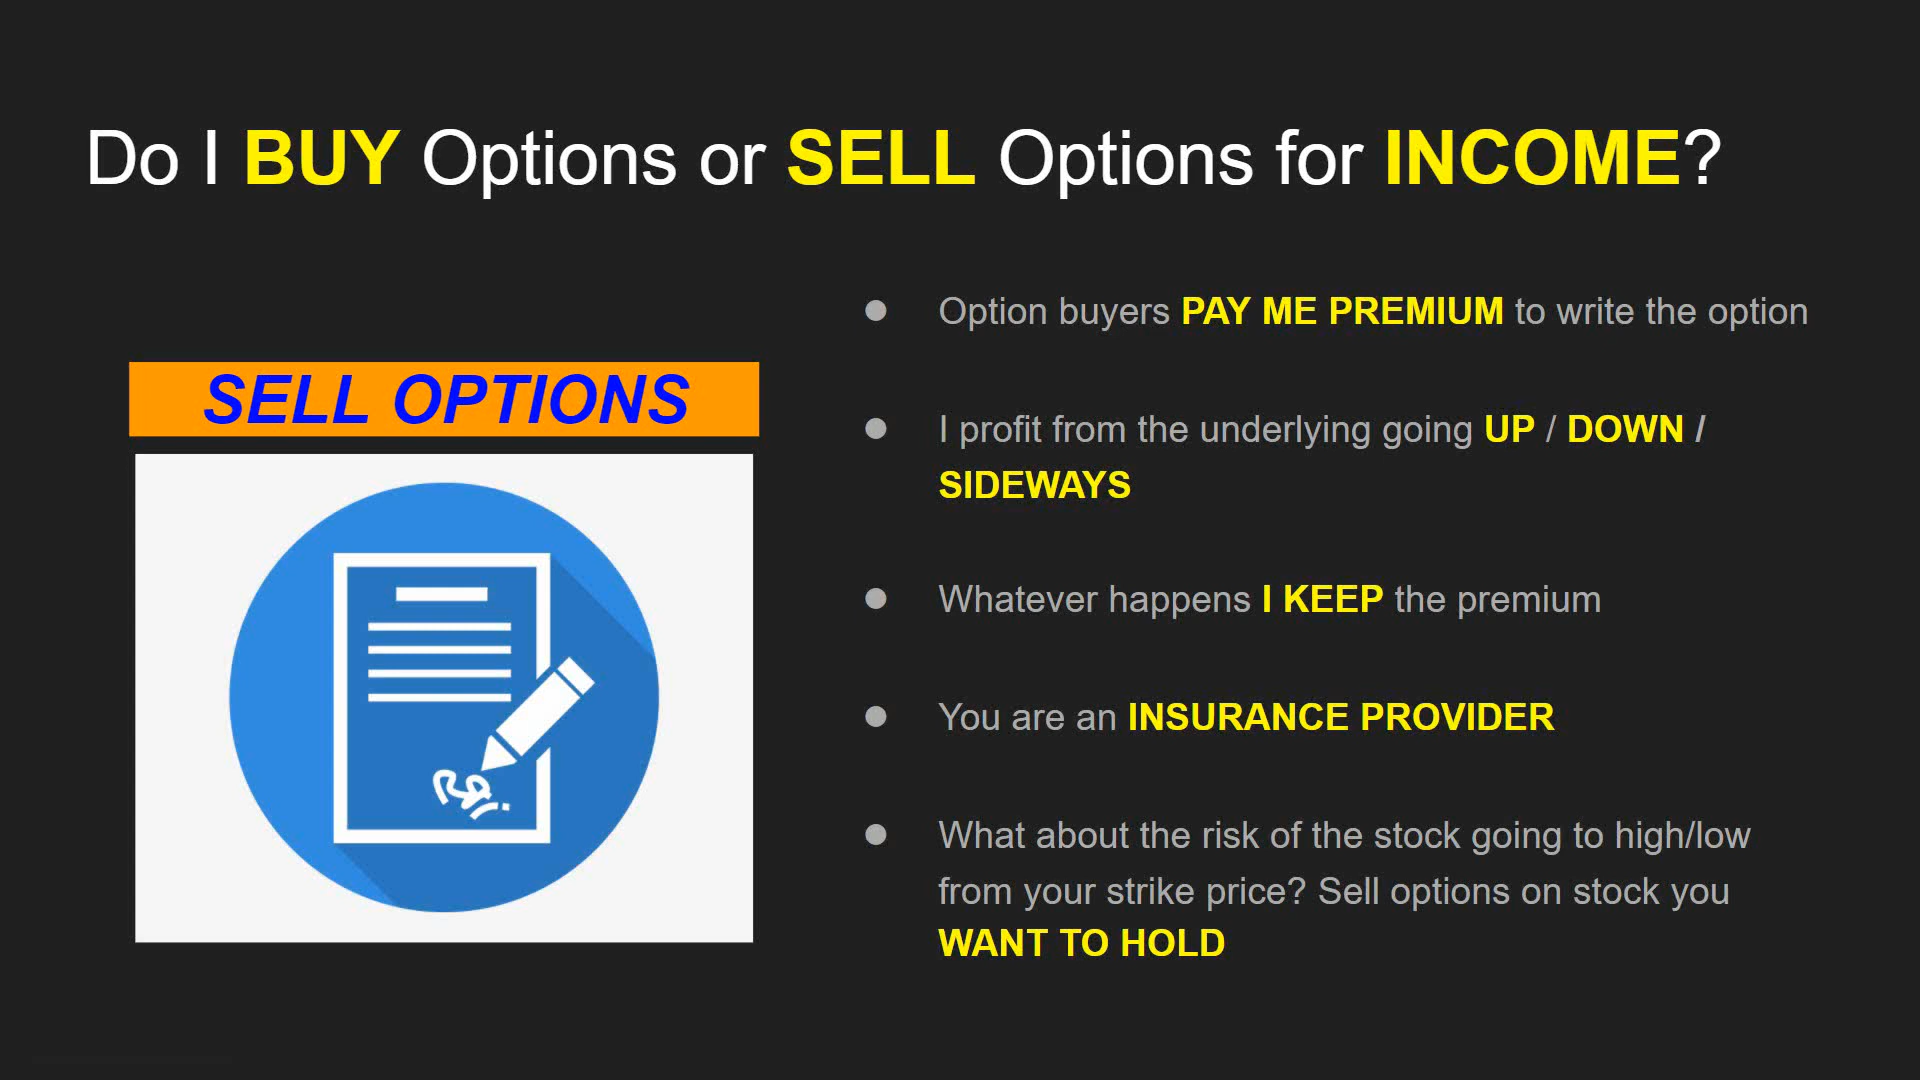 Do I BUY Options or SELL Options for INCOME?
SELL OPTIONS
● Option buyers PAY ME PREMIUM to write the option
● I profit from the underlying going UP / DOWN /
SIDEWAYS
● Whatever happens I KEEP the premium
● You are an INSURANCE PROVIDER
● What about the risk of the stock going to high/low
from your strike price? Sell options on stock you
WANT TO HOLD